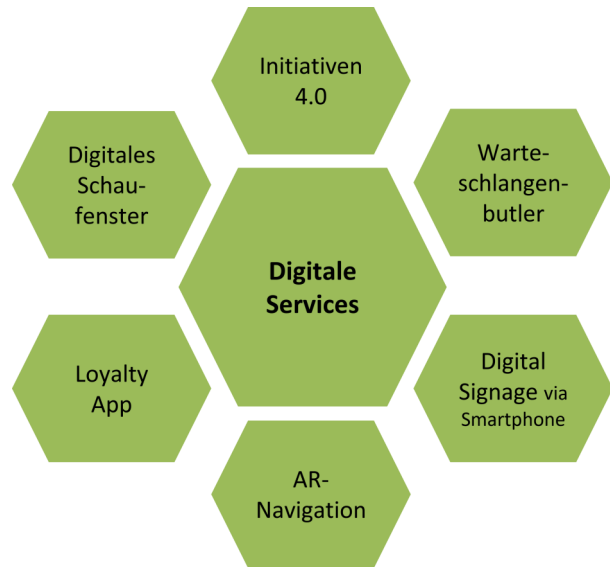 Initiativen
4.0
Digitales
Schau-
fenster
Warte-
schlangen-
butler
Digitale
Services
Loyalty
App
Digital
Signage via
Smartphone
AR-
Navigation